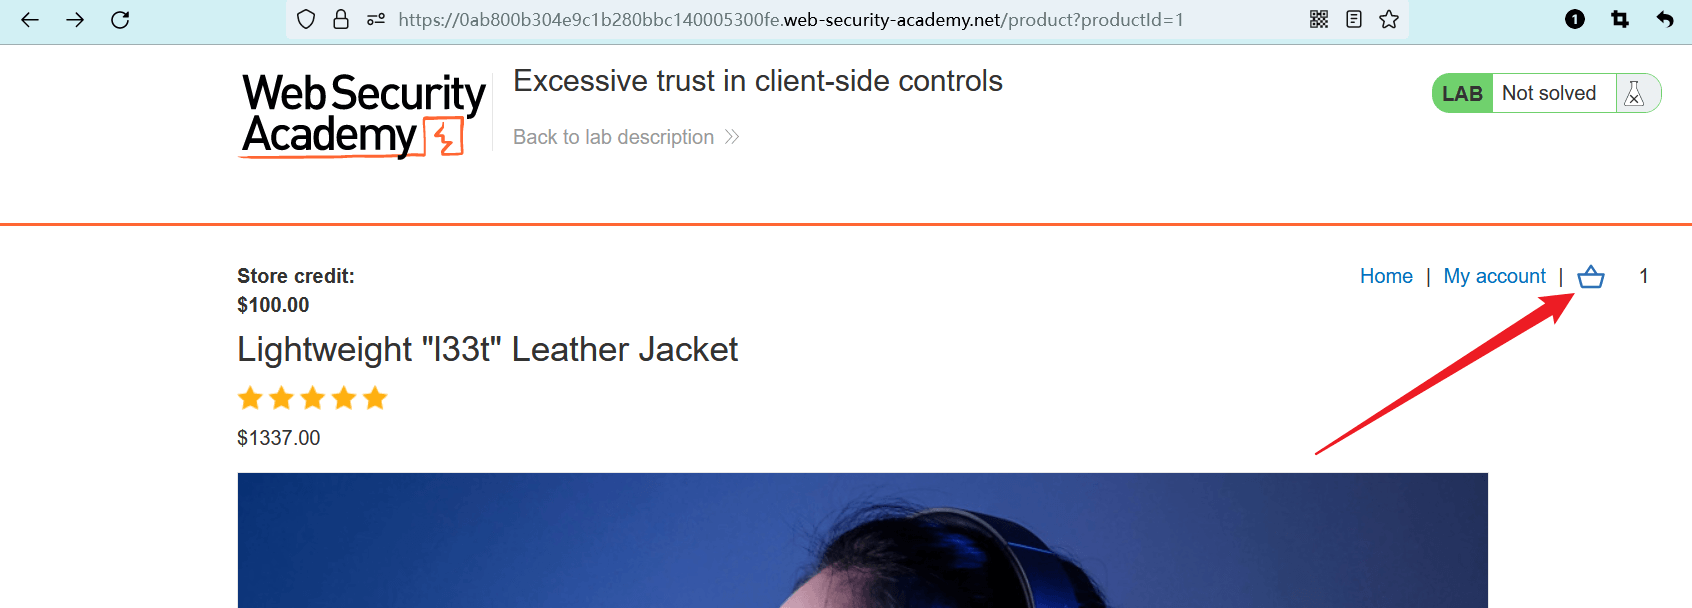 https://0ab800b304e9c1b280bbc140005300fe.web-security-academy.net/product?productId=1
1
Web Security
Academy
Excessive trust in client-side controls
Back to lab description
LAB Not solved
Store credit:
$100.00
Home | My account | 1
Lightweight "l33t" Leather Jacket
$1337.00